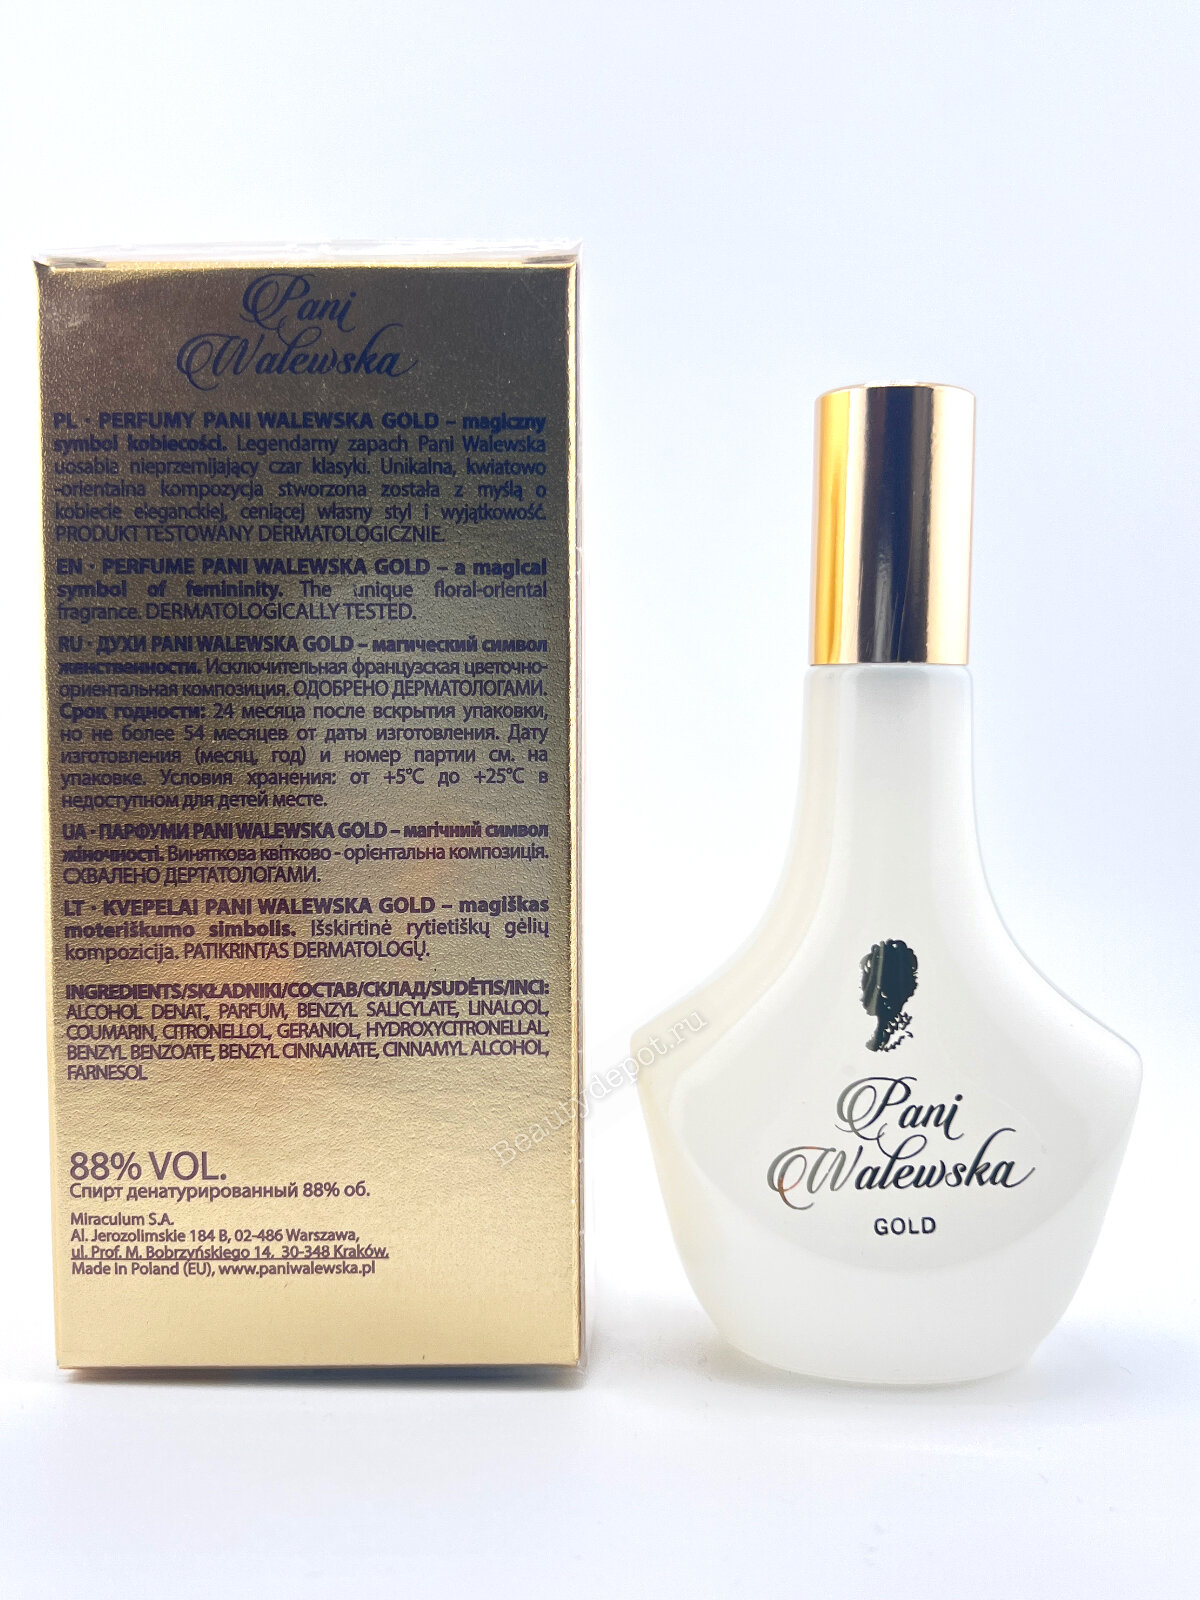 Pani
Walewska
PL · PERFUMY PANI WALEWSKA GOLD – magiczny
symbol kobiecości. Legendarny zapach Pani Walewska
uosabia nieprzemijający czar klasyki. Unikalna, kwiatowo
-orientalna kompozycja stworzona została z myślą o
kobiecie eleganckiej, ceniącej własny styl i wyjątkowość.
PRODUKT TESTOWANY DERMATOLOGICZNIE.
EN · PERFUME PANI WALEWSKA GOLD – a magical
symbol of femininity. The unique floral-oriental
fragrance. DERMATOLOGICALLY TESTED.
RU · ДУХИ PANI WALEWSKA GOLD – магический символ
женственности. Исключительная французская цветочно-
ориентальная композиция. ОДОБРЕНО ДЕРМАТОЛОГАМИ.
Срок годности: 24 месяца после вскрытия упаковки,
но не более 54 месяцев от даты изготовления. Дату
изготовления (месяц, год) и номер партии см. на
упаковке. Условия хранения: от +5°C до +25°C в
недоступном для детей месте.
UA · ПАРФУМИ PANI WALEWSKA GOLD – магічний символ
жіночності. Виняткова квітково - орієнтальна композиція.
СХВАЛЕНО ДЕРТАТОЛОГАМИ.
LT · KVEPELAI PANI WALEWSKA GOLD – magiškas
moteriškumo simbolis. Išskirtinė rytietiškų gėlių
kompozicija. PATIKRINTAS DERMATOLOGŲ.
INGREDIENTS/SKŁADNIKI/СОСТАВ/СКЛАД/SUDĖTIS/INCI:
ALCOHOL DENAT., PARFUM, BENZYL SALICYLATE, LINALOOL,
COUMARIN, CITRONELLOL, GERANIOL, HYDROXYCITRONELLAL,
BENZYL BENZOATE, BENZYL CINNAMATE, CINNAMYL ALCOHOL,
FARNESOL
88% VOL.
Спирт денатурированный 88% об.
Miraculum S.A.
Al. Jerozolimskie 184 B, 02-486 Warszawa,
ul. Prof. M. Bobrzyńskiego 14, 30-348 Kraków.
Made In Poland (EU), www.paniwalewska.pl
Pani
Walewska
GOLD
Beautydepot.ru